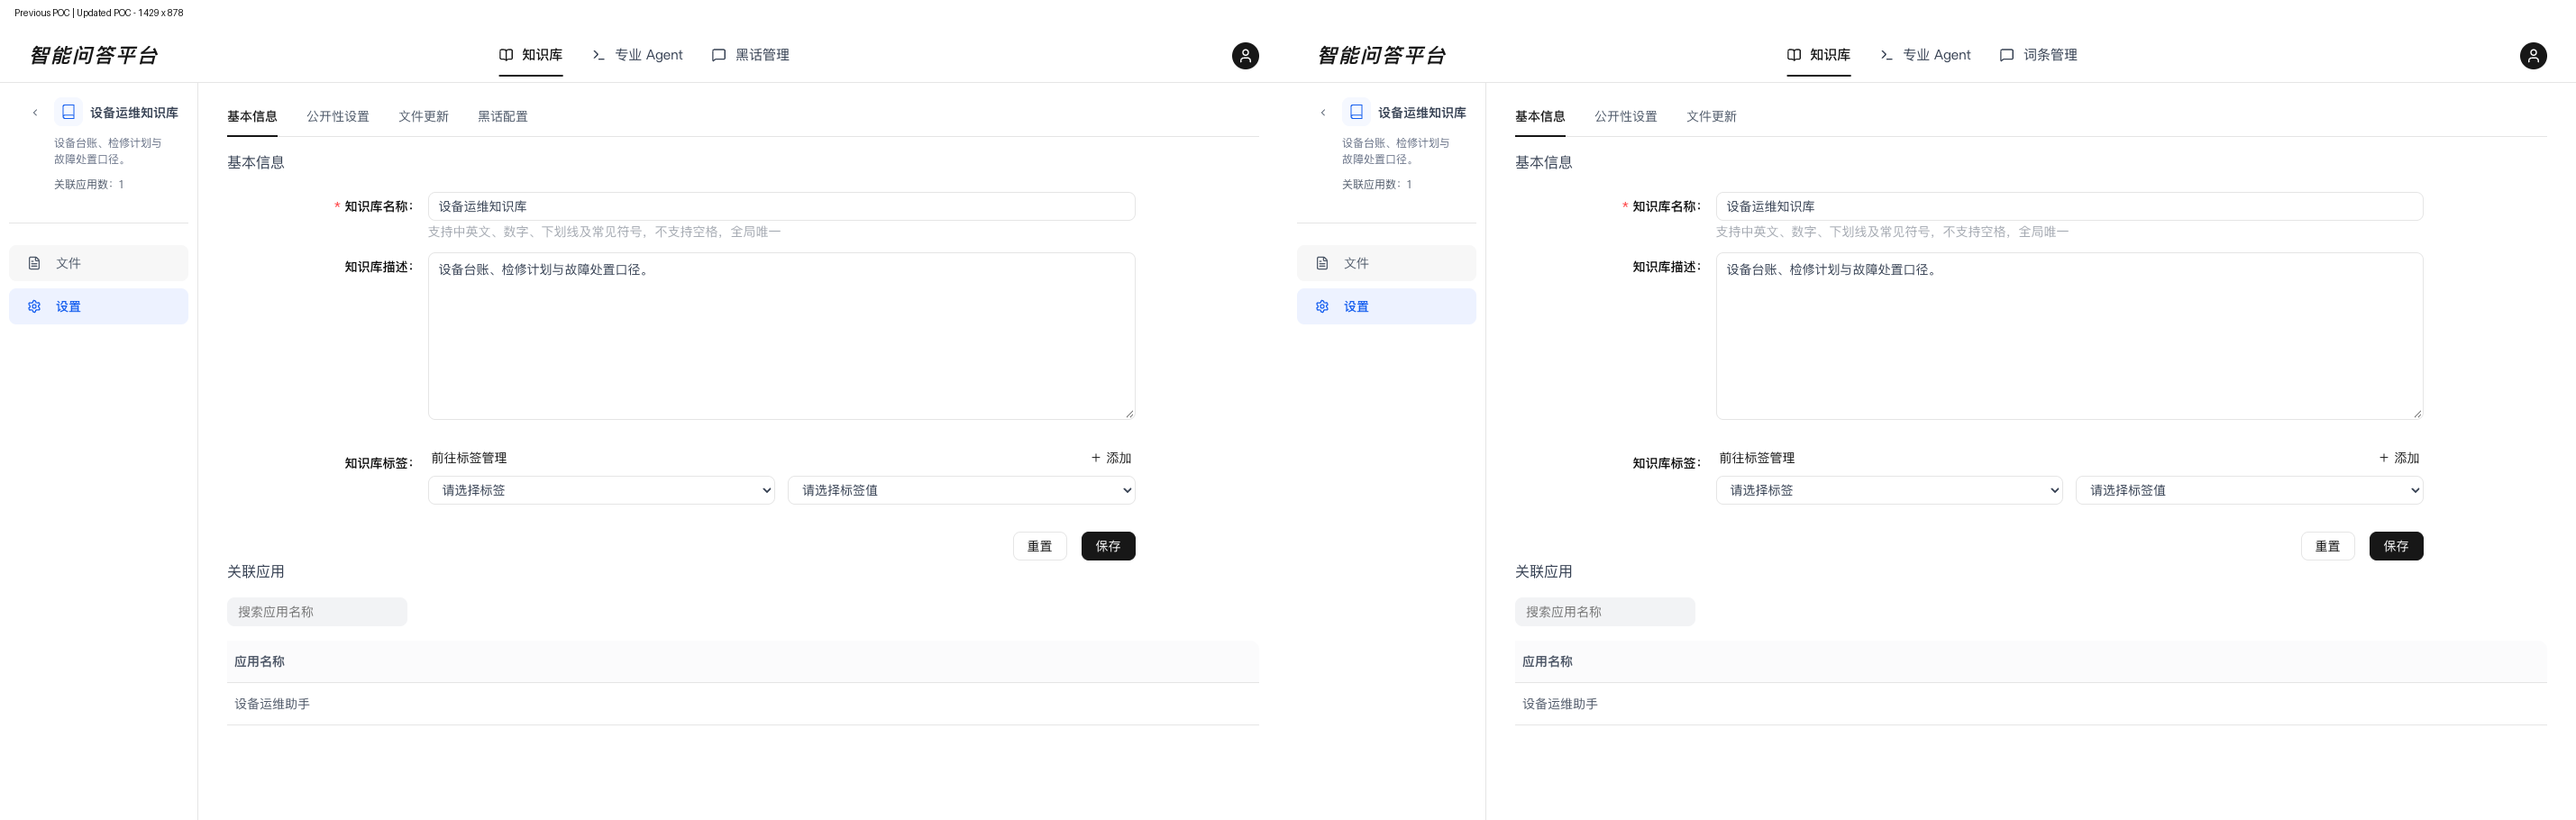 Previous POC | Updated POC - 1429 x 878
智能问答平台
知识库
专业 Agent
黑话管理
设备运维知识库
设备台账、检修计划与
故障处置口径。
关联应用数：1
文件
设置
基本信息
公开性设置
文件更新
黑话配置
基本信息
* 知识库名称：
设备运维知识库
支持中英文、数字、下划线及常见符号，不支持空格，全局唯一
知识库描述：
设备台账、检修计划与故障处置口径。
知识库标签：
前往标签管理
+ 添加
请选择标签
请选择标签值
重置
保存
关联应用
搜索应用名称
应用名称
设备运维助手
智能问答平台
知识库
专业 Agent
词条管理
设备运维知识库
设备台账、检修计划与
故障处置口径。
关联应用数：1
文件
设置
基本信息
公开性设置
文件更新
基本信息
* 知识库名称：
设备运维知识库
支持中英文、数字、下划线及常见符号，不支持空格，全局唯一
知识库描述：
设备台账、检修计划与故障处置口径。
知识库标签：
前往标签管理
+ 添加
请选择标签
请选择标签值
重置
保存
关联应用
搜索应用名称
应用名称
设备运维助手